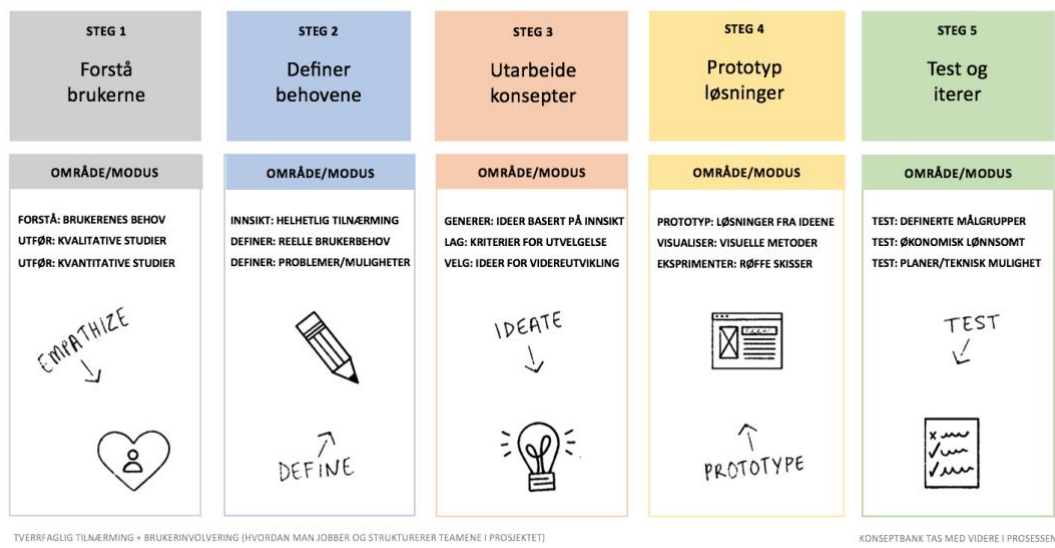 STEG 1
Forstå
brukerne
OMRÅDE/MODUS
FORSTÅ: BRUKERENES BEHOV
UTFØR: KVALITATIVE STUDIER
UTFØR: KVANTITATIVE STUDIER
EMPATHIZE
STEG 2
Definer
behovene
OMRÅDE/MODUS
INNSIKT: HELHETLIG TILNÆRMING
DEFINER: REELLE BRUKERBEHOV
DEFINER: PROBLEMER/MULIGHETER
DEFINE
STEG 3
Utarbeide
konsepter
OMRÅDE/MODUS
GENERER: IDEER BASERT PÅ INNSIKT
LAG: KRITERIER FOR UTVELGELSE
VELG: IDEER FOR VIDEREUTVIKLING
IDEATE
STEG 4
Prototyp
løsninger
OMRÅDE/MODUS
PROTOTYP: LØSNINGER FRA IDEENE
VISUALISER: VISUELLE METODER
EKSPRIMENTER: RØFFE SKISSER
PROTOTYPE
STEG 5
Test og
iterer
OMRÅDE/MODUS
TEST: DEFINERTE MÅLGRUPPER
TEST: ØKONOMISK LØNNSOMT
TEST: PLANER/TEKNISK MULIGHET
TEST
TVERRFAGLIG TILNÆRMING + BRUKERINVOLVERING (HVORDAN MAN JOBBER OG STRUKTURERER TEAMENE I PROSJEKTET)
KONSEPTBANK TAS MED VIDERE I PROSESSEN